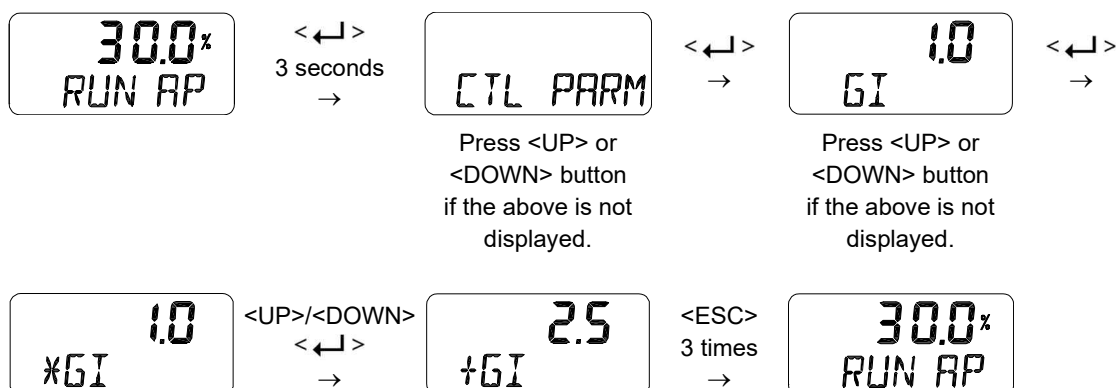 30.0%
RUN AP
< ↵ >
3 seconds
→
CTL PARM
Press <UP> or
<DOWN> button
if the above is not
displayed.
< ↵ >
→
1.0
GI
Press <UP> or
<DOWN> button
if the above is not
displayed.
< ↵ >
→
1.0
*GI
<UP>/<DOWN>
< ↵ >
→
2.5
+GI
<ESC>
3 times
→
30.0%
RUN AP